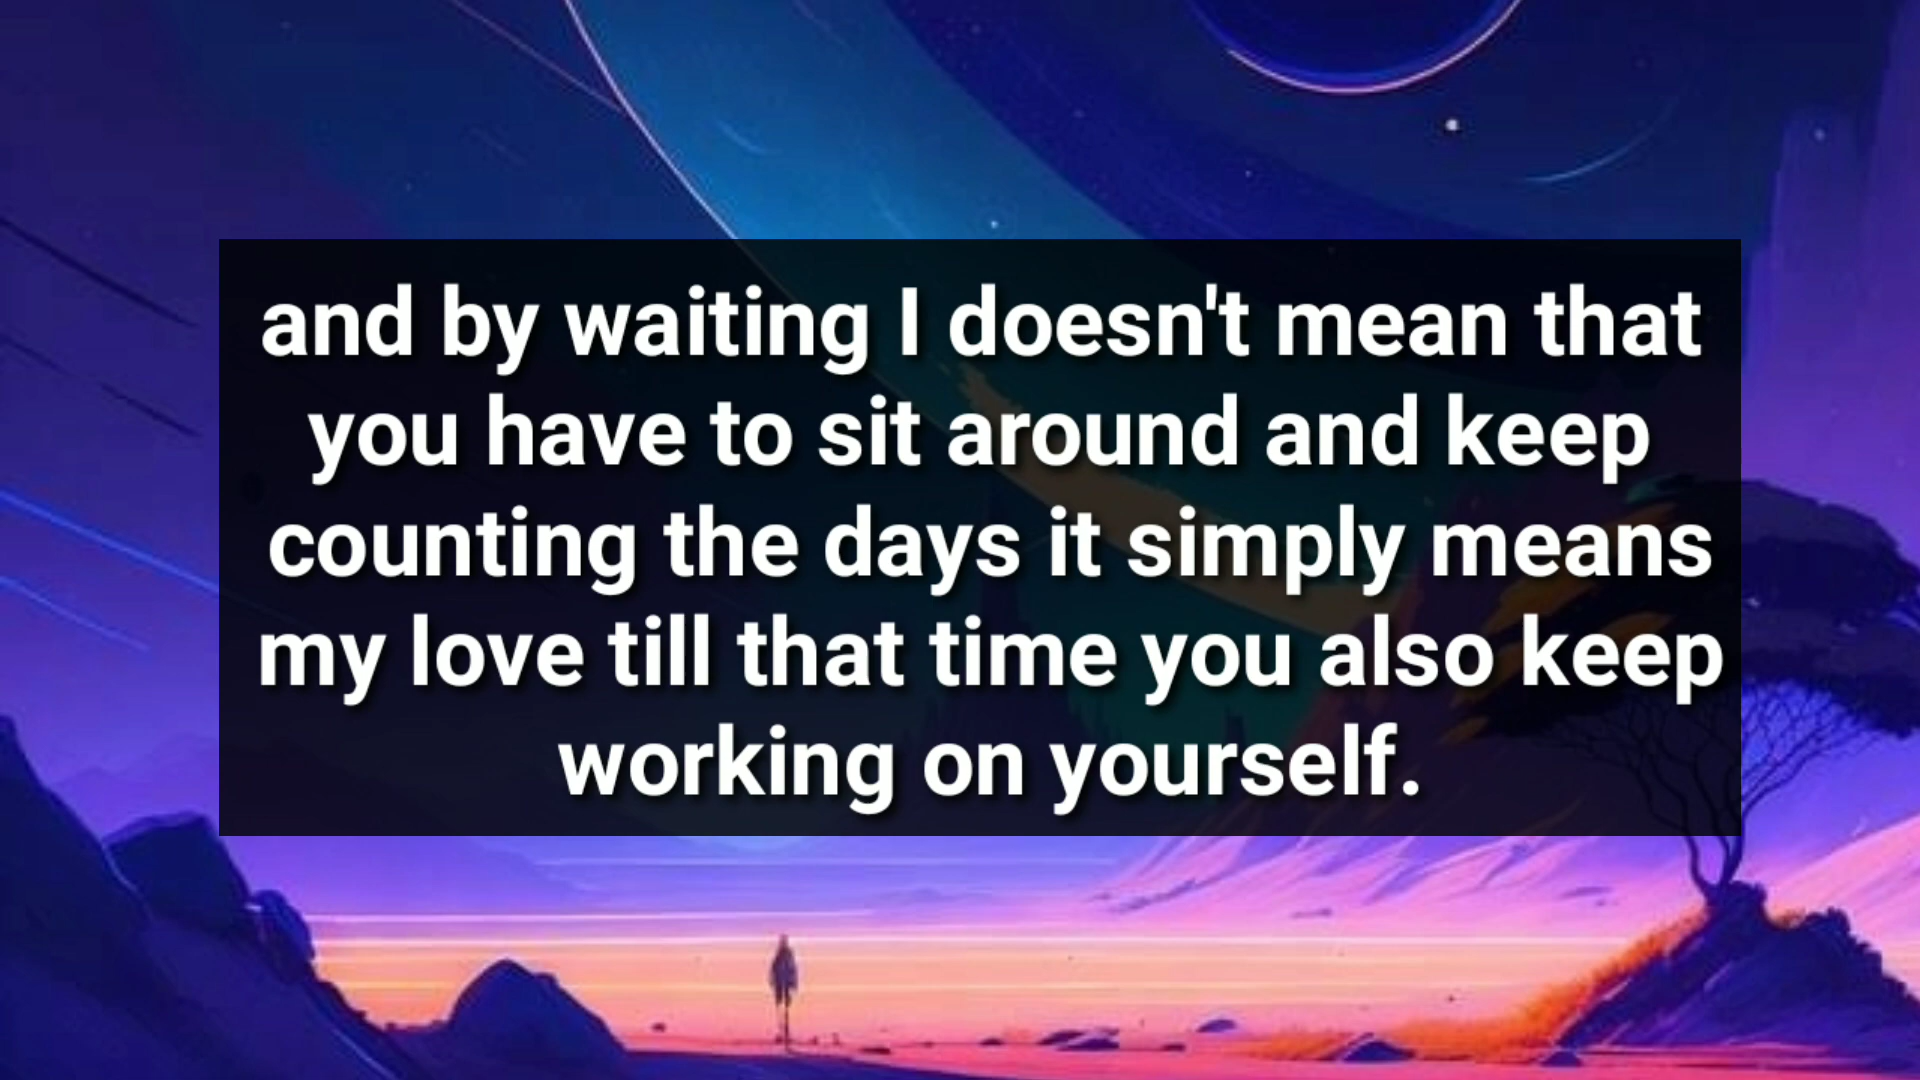 and by waiting I doesn't mean that
you have to sit around and keep
counting the days it simply means
my love till that time you also keep
working on yourself.